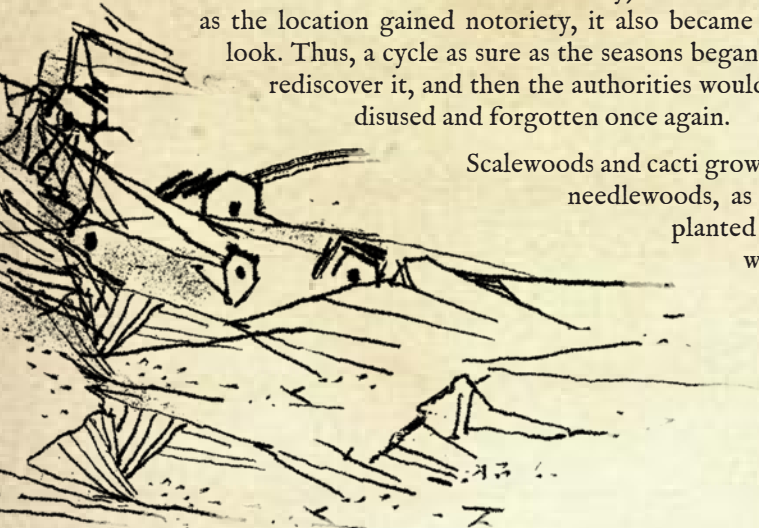 as the location gained notoriety, it also became
look. Thus, a cycle as sure as the seasons began
rediscover it, and then the authorities would
disused and forgotten once again.
Scalewoods and cacti grow
needlewoods, as
planted
w